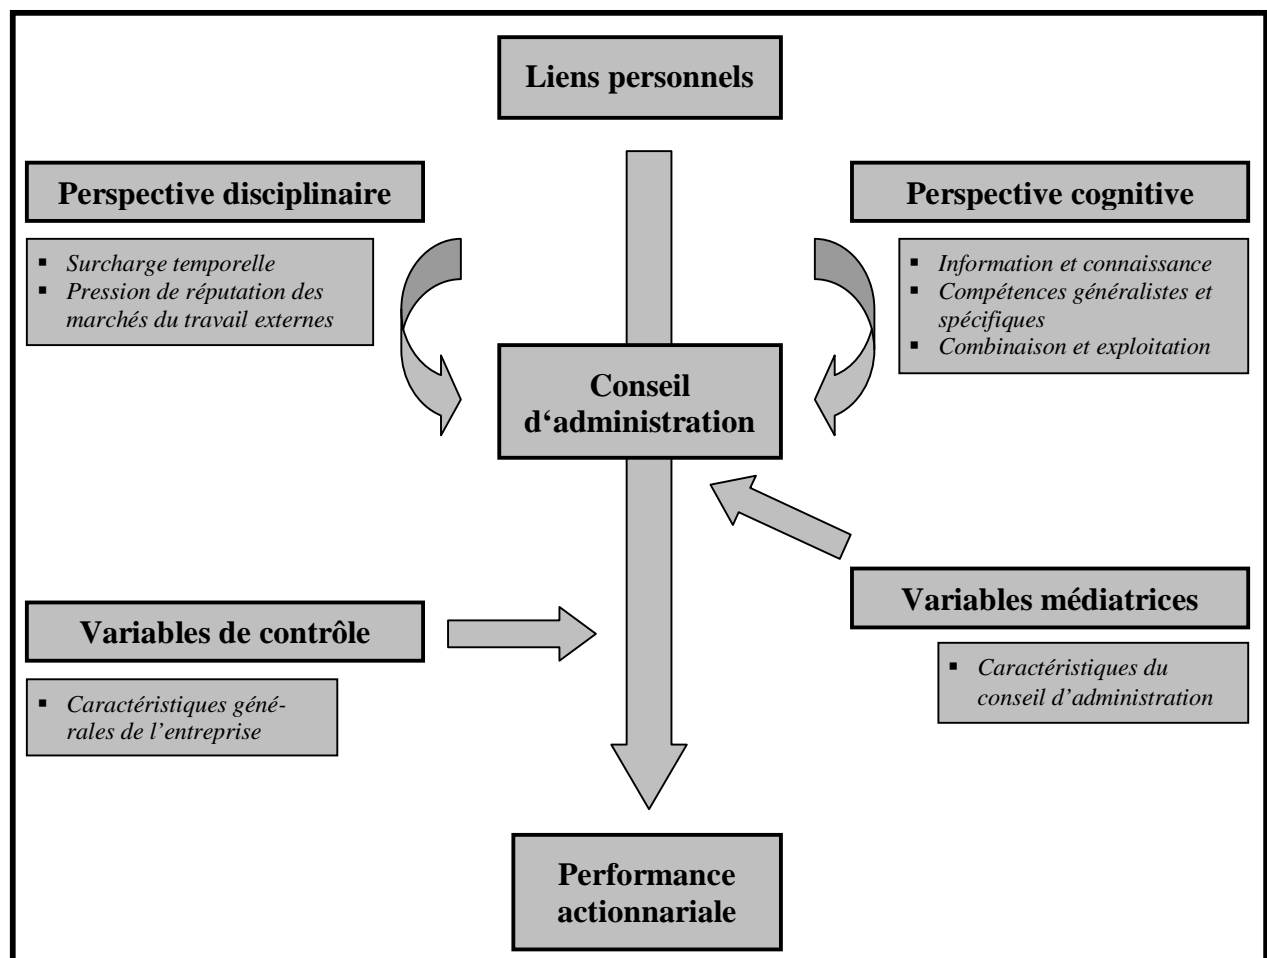 Liens personnels
Perspective disciplinaire
▪ Surcharge temporelle
▪ Pression de réputation des
marchés du travail externes
Perspective cognitive
▪ Information et connaissance
▪ Compétences généralistes et
spécifiques
▪ Combinaison et exploitation
Conseil
d‘administration
Variables de contrôle
▪ Caractéristiques géné-
rales de l’entreprise
Variables médiatrices
▪ Caractéristiques du
conseil d’administration
Performance
actionnariale